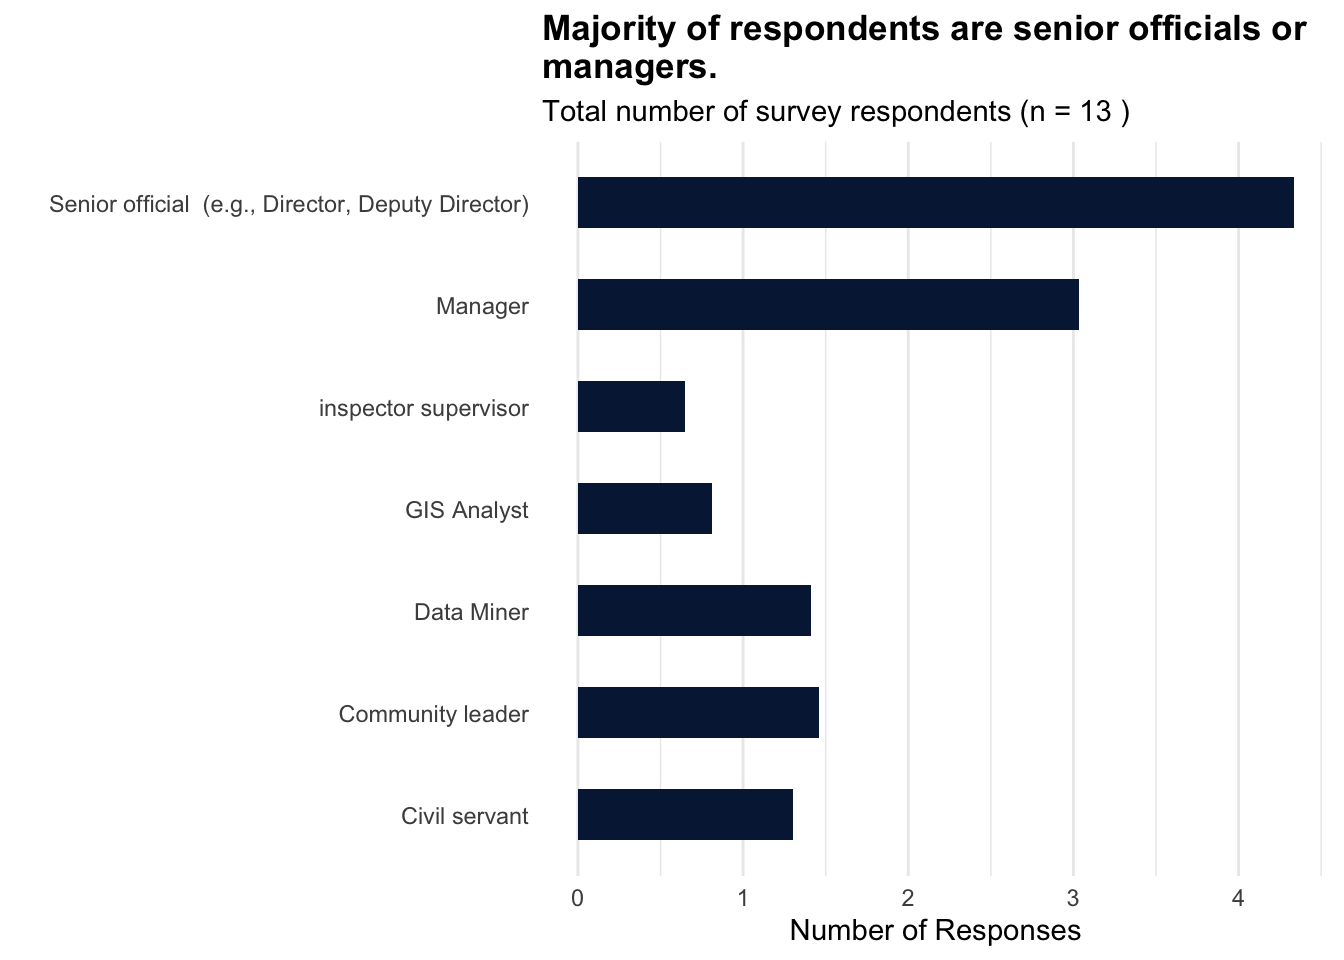 Majority of respondents are senior officials or
managers.
Total number of survey respondents (n = 13 )
Senior official  (e.g., Director, Deputy Director)
Manager
inspector supervisor
GIS Analyst
Data Miner
Community leader
Civil servant
0 1 2 3 4
Number of Responses